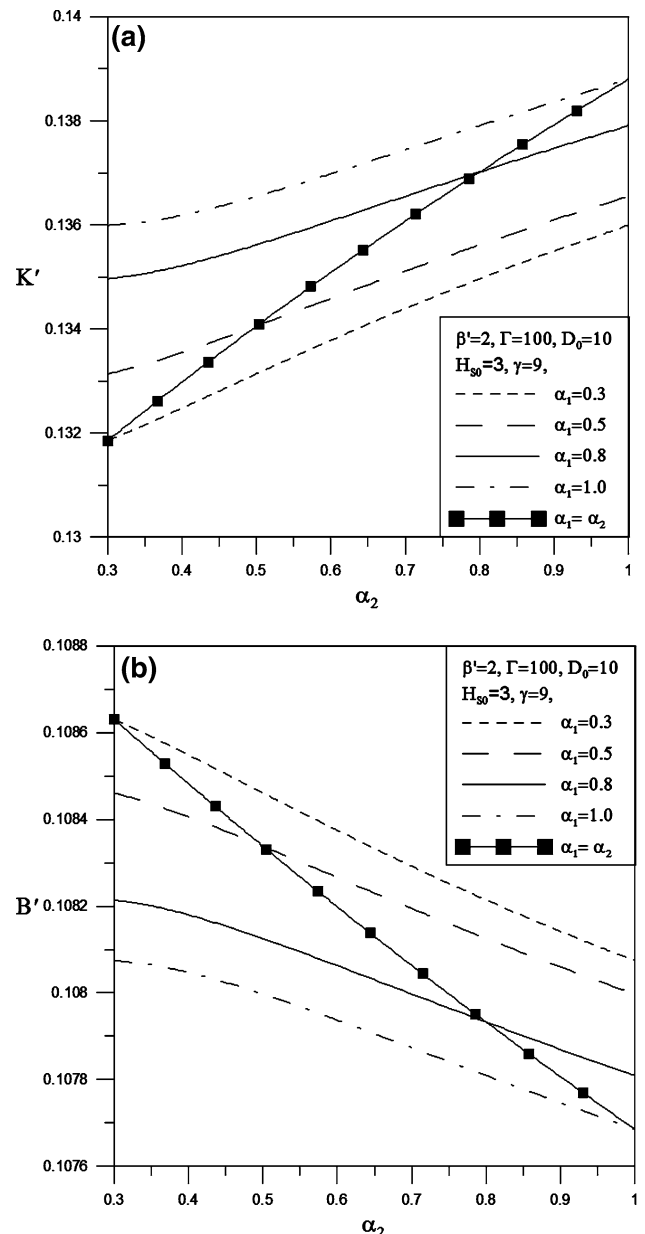 (a)
0.14
0.138
0.136
K′
0.134
0.132
0.13
β'=2, Γ=100, D₀=10
H_S0=3, γ=9,
α₁=0.3
α₁=0.5
α₁=0.8
α₁=1.0
α₁= α₂
0.3 0.4 0.5 0.6 0.7 0.8 0.9 1
α₂
(b)
0.1088
0.1086
0.1084
0.1082
B′
0.108
0.1078
0.1076
β'=2, Γ=100, D₀=10
H_S0=3, γ=9,
α₁=0.3
α₁=0.5
α₁=0.8
α₁=1.0
α₁= α₂
0.3 0.4 0.5 0.6 0.7 0.8 0.9 1
α₂